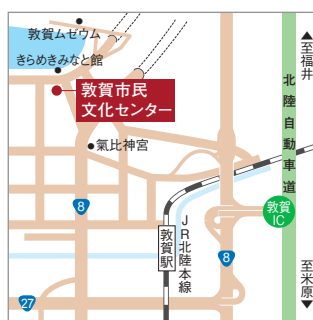 敦賀ムゼウム
きらめきみなと館
敦賀市民
文化センター
氣比神宮
▲至福井
北陸自動車道
8
敦賀駅
JR北陸本線
敦賀
IC
8
至米原▼
27